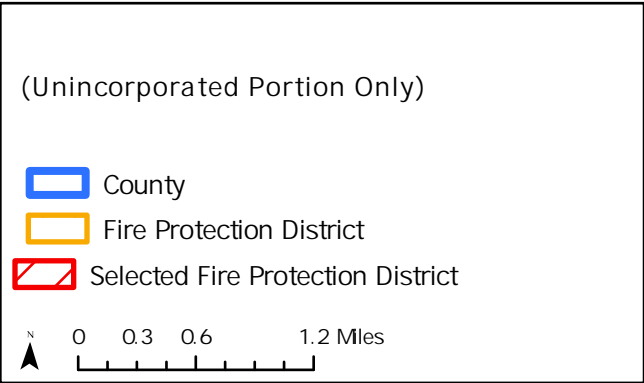 (Unincorporated Portion Only)
County
Fire Protection District
Selected Fire Protection District
N
0 0.3 0.6 1.2 Miles